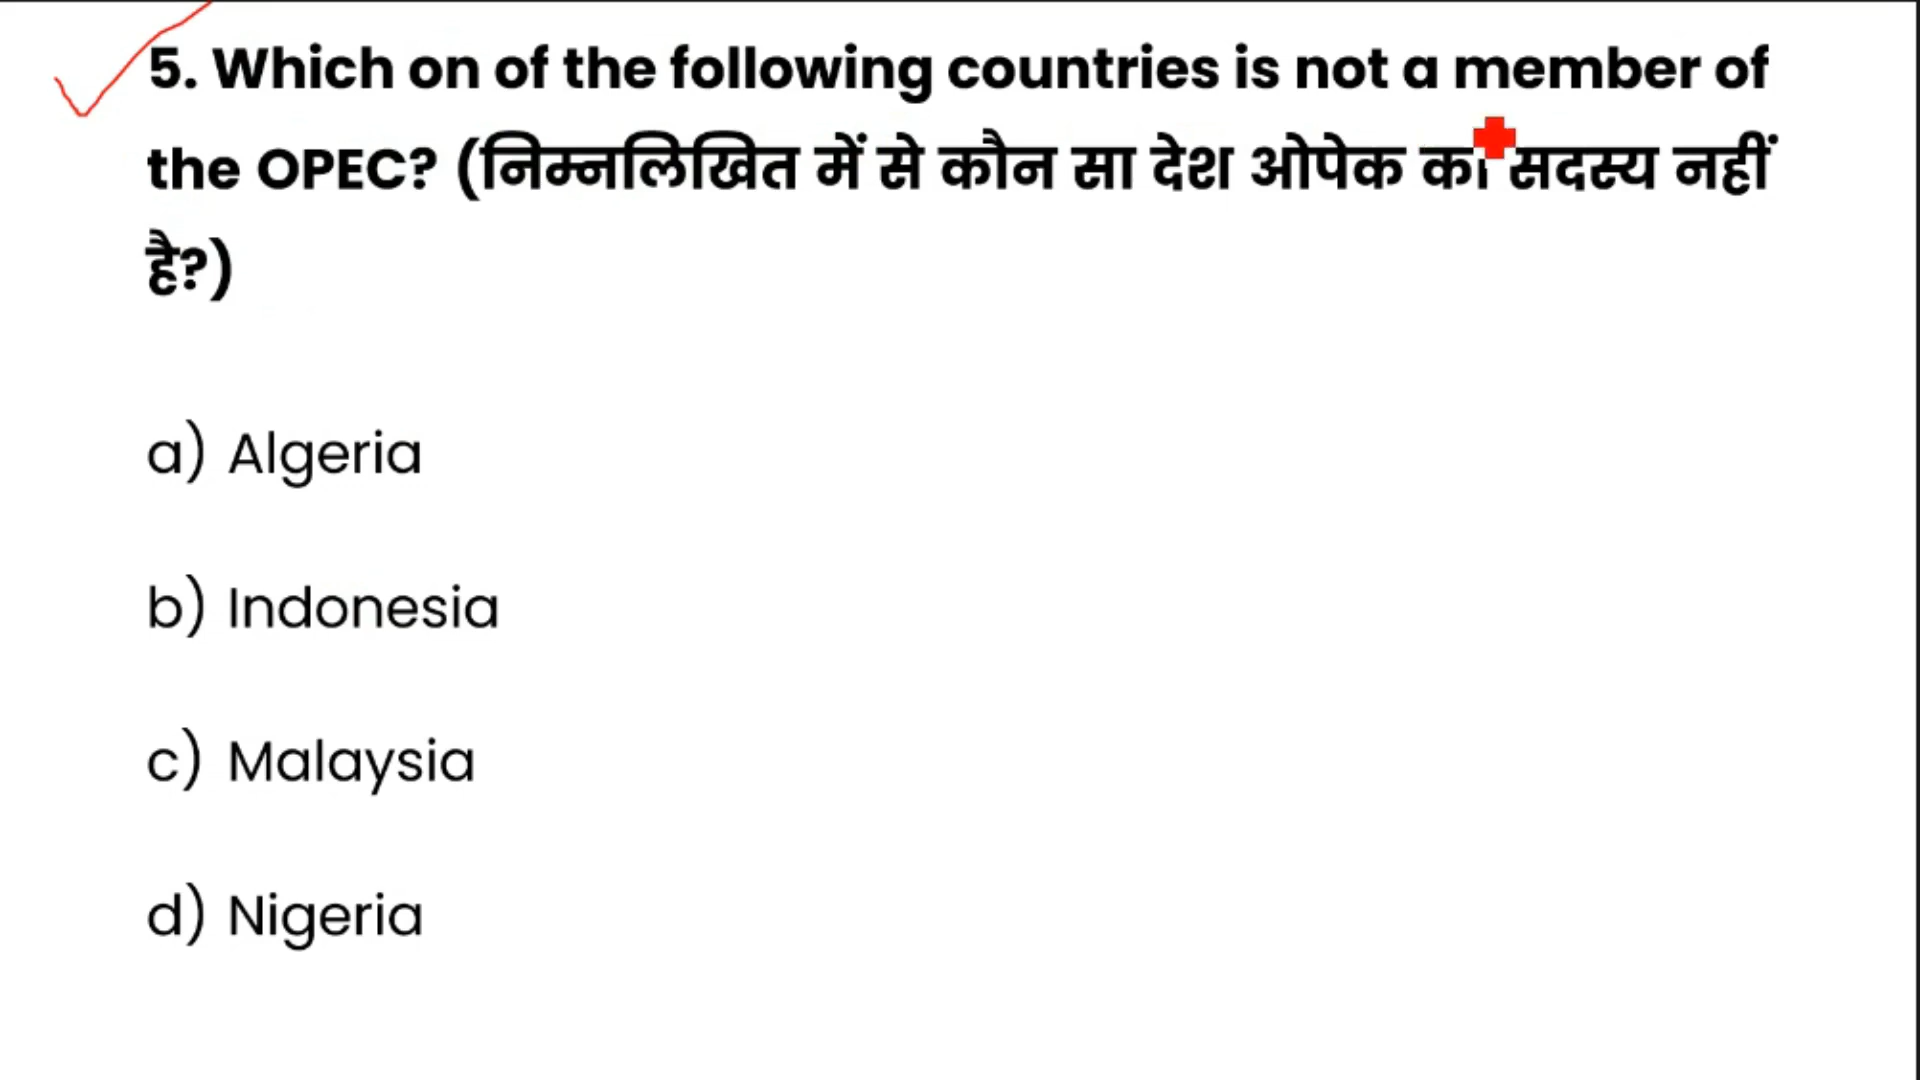 5. Which on of the following countries is not a member of
the OPEC? (निम्नलिखित में से कौन सा देश ओपेक का सदस्य नहीं
है?)
a) Algeria
b) Indonesia
c) Malaysia
d) Nigeria